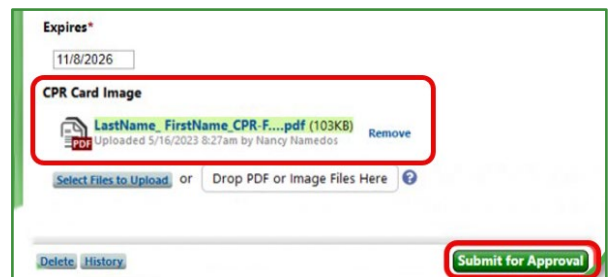 Expires*
11/8/2026
CPR Card Image
LastName_ FirstName_CPR-F....pdf (103KB) Remove
PDF Uploaded 5/16/2023 8:27am by Nancy Namedos
Select Files to Upload or Drop PDF or Image Files Here ?
Delete History Submit for Approval